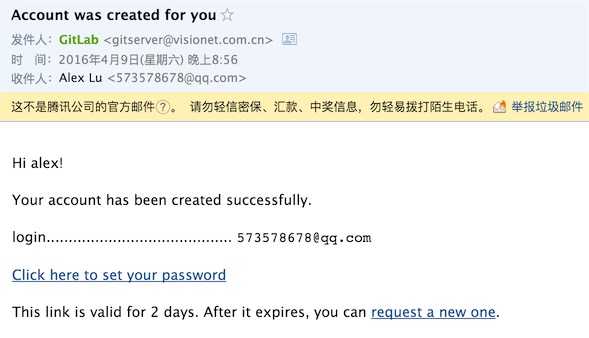 Account was created for you
发件人：GitLab <gitserver@visionet.com.cn>
时　间：2016年4月9日(星期六) 晚上8:56
收件人：Alex Lu <573578678@qq.com>
这不是腾讯公司的官方邮件?。 请勿轻信密保、汇款、中奖信息，勿轻易拨打陌生电话。 举报垃圾邮件
Hi alex!
Your account has been created successfully.
login.......................................... 573578678@qq.com
Click here to set your password
This link is valid for 2 days. After it expires, you can request a new one.